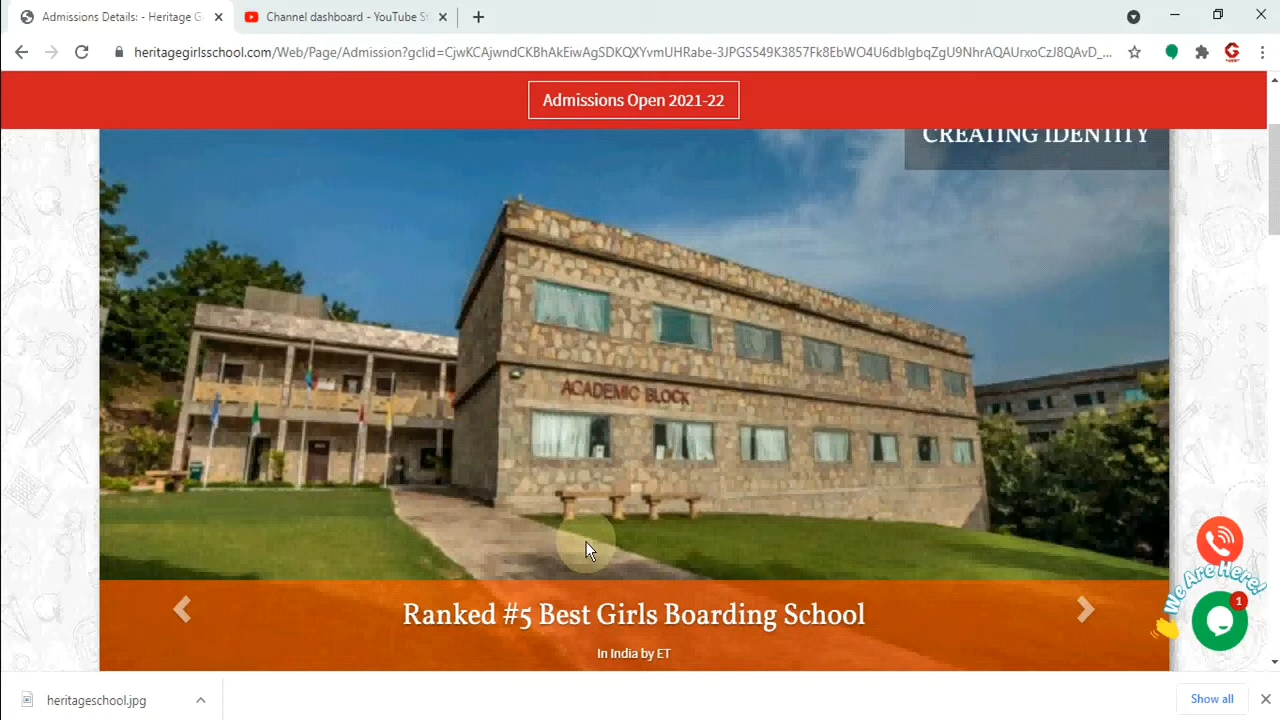 Admissions Details: - Heritage G
Channel dashboard - YouTube St
heritagegirlsschool.com/Web/Page/Admission?gclid=CjwKCAjwndCKBhAkEiwAgSDKQXYvmUHRabe-3JPGS549K3857Fk8EbWO4U6dblgbqZgU9NhrAQAUrxoCzJ8QAvD_...
Admissions Open 2021-22
CREATING IDENTITY
ACADEMIC BLOCK
Ranked #5 Best Girls Boarding School
In India by ET
We Are Here!
1
heritageschool.jpg
Show all